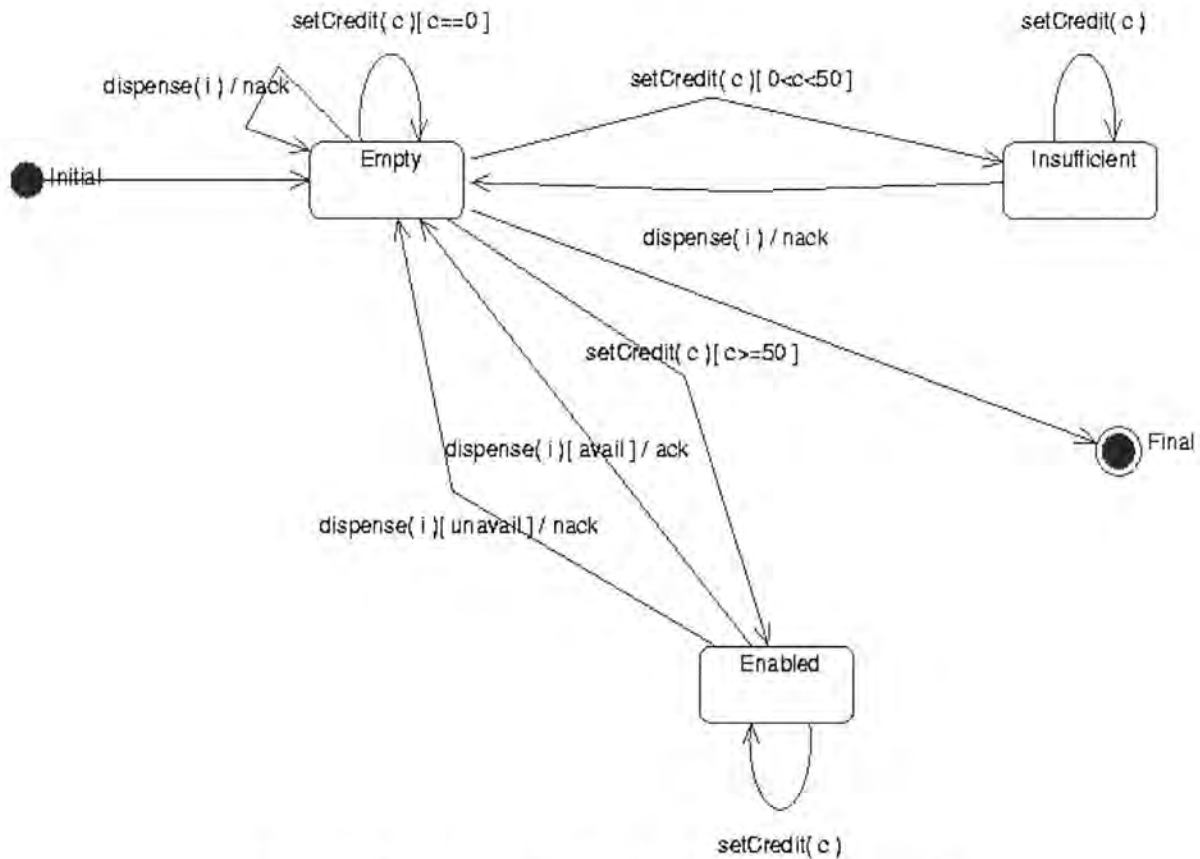 setCredit( c )[ c==0 ]
setCredit( c )
dispense( i ) / nack
setCredit( c )[ 0<c<50 ]
Empty
Insufficient
Initial
dispense( i ) / nack
setCredit( c )[ c>=50 ]
dispense( i )[ avail ] / ack
Final
dispense( i )[ unavail ] / nack
Enabled
setCredit( c )